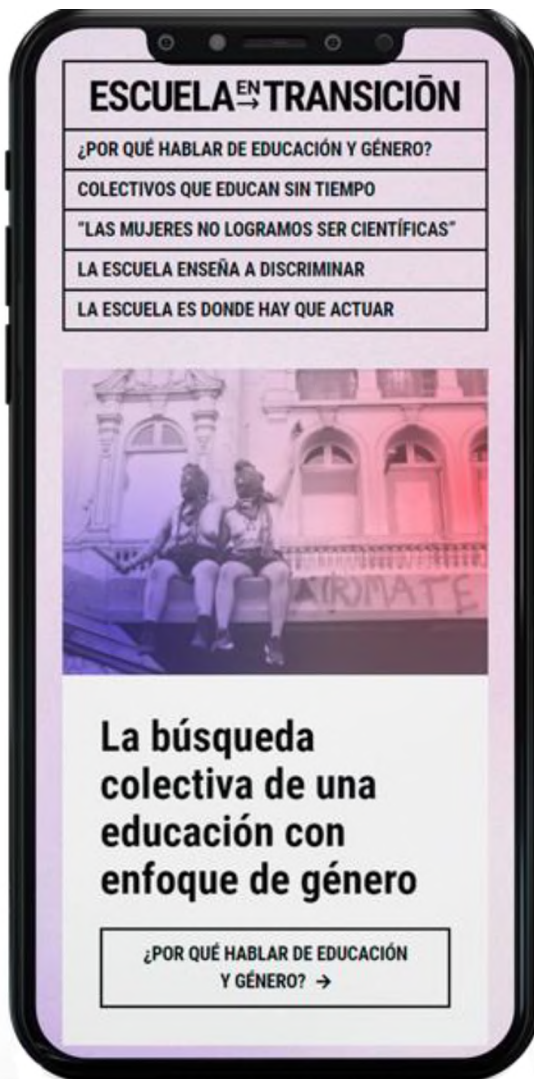 ESCUELA EN → TRANSICIŌN
¿POR QUÉ HABLAR DE EDUCACIÓN Y GÉNERO?
COLECTIVOS QUE EDUCAN SIN TIEMPO
"LAS MUJERES NO LOGRAMOS SER CIENTÍFICAS"
LA ESCUELA ENSEÑA A DISCRIMINAR
LA ESCUELA ES DONDE HAY QUE ACTUAR
A(R)MATE
La búsqueda
colectiva de una
educación con
enfoque de género
¿POR QUÉ HABLAR DE EDUCACIÓN
Y GÉNERO? →